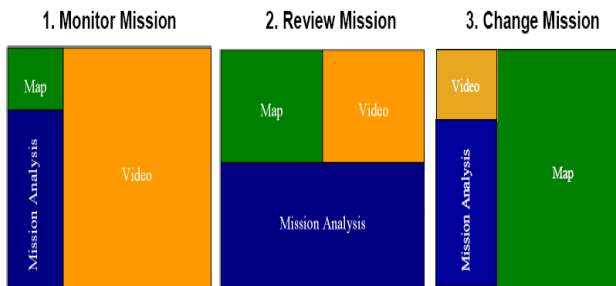 1. Monitor Mission
Map
Mission Analysis
Video
2. Review Mission
Map
Video
Mission Analysis
3. Change Mission
Video
Mission Analysis
Map